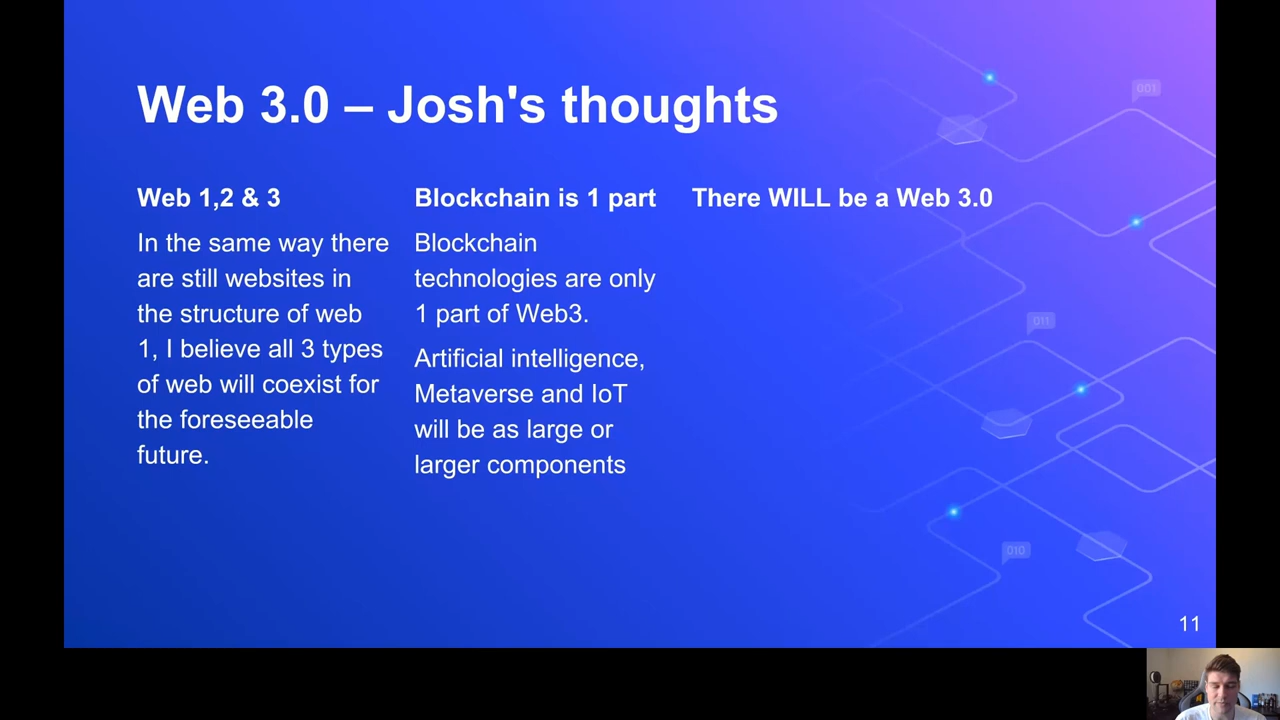 Web 3.0 – Josh's thoughts
Web 1,2 & 3
In the same way there
are still websites in
the structure of web
1, I believe all 3 types
of web will coexist for
the foreseeable
future.
Blockchain is 1 part
Blockchain
technologies are only
1 part of Web3.
Artificial intelligence,
Metaverse and IoT
will be as large or
larger components
There WILL be a Web 3.0
001
011
010
11